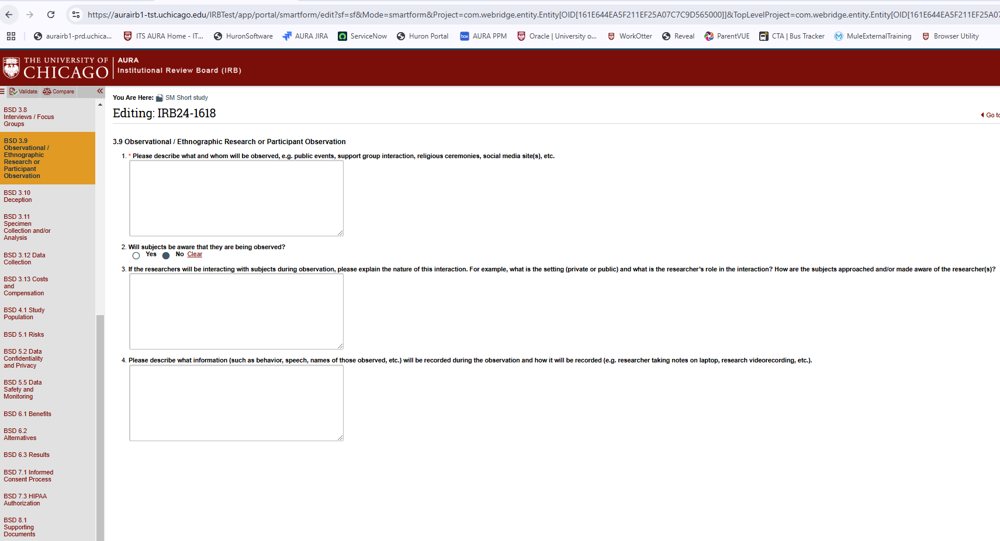 https://aurairb1-tst.uchicago.edu/IRBTest/app/portal/smartform/edit?sf=sf&Mode=smartform&Project=com.webridge.entity.Entity[OID[161E644EA5F211EF25A07C7C9D565000]]&TopLevelProject=com.webridge.entity.Entity[OID[161E644EA5F211EF25A07
aurairb1-prd.uchica... ITS AURA Home - IT... HuronSoftware AURA JIRA ServiceNow Huron Portal box AURA PPM Oracle | University o... WorkOtter Reveal ParentVUE CTA | Bus Tracker MuleExternalTraining Browser Utility
THE UNIVERSITY OF
CHICAGO
AURA
Institutional Review Board (IRB)
Validate Compare
You Are Here: SM Short study
Editing: IRB24-1618
Go to
BSD 3.8
Interviews / Focus
Groups
BSD 3.9
Observational /
Ethnographic
Research or
Participant
Observation
BSD 3.10
Deception
BSD 3.11
Specimen
Collection and/or
Analysis
BSD 3.12 Data
Collection
BSD 3.13 Costs
and
Compensation
BSD 4.1 Study
Population
BSD 5.1 Risks
BSD 5.2 Data
Confidentiality
and Privacy
BSD 5.5 Data
Safety and
Monitoring
BSD 6.1 Benefits
BSD 6.2
Alternatives
BSD 6.3 Results
BSD 7.1 Informed
Consent Process
BSD 7.3 HIPAA
Authorization
BSD 8.1
Supporting
Documents
3.9 Observational / Ethnographic Research or Participant Observation
1. * Please describe what and whom will be observed, e.g. public events, support group interaction, religious ceremonies, social media site(s), etc.
2. Will subjects be aware that they are being observed?
Yes No Clear
3. If the researchers will be interacting with subjects during observation, please explain the nature of this interaction. For example, what is the setting (private or public) and what is the researcher's role in the interaction? How are the subjects approached and/or made aware of the researcher(s)?
4. Please describe what information (such as behavior, speech, names of those observed, etc.) will be recorded during the observation and how it will be recorded (e.g. researcher taking notes on laptop, research videorecording, etc.).